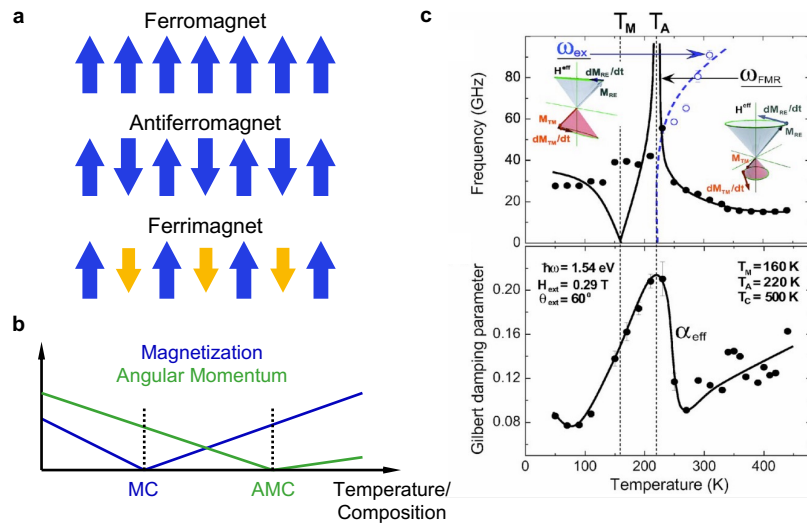 a
Ferromagnet
Antiferromagnet
Ferrimagnet
b
Magnetization
Angular Momentum
MC
AMC
Temperature/
Composition
c
T_M T_A
ω_ex
ω_FMR
H^eff
dM_RE/dt
M_RE
M_TM
dM_TM/dt
H^eff
dM_RE/dt
M_RE
M_TM
dM_TM/dt
Frequency (GHz)
80
60
40
20
0
ħω = 1.54 eV
H_ext = 0.29 T
θ_ext = 60°
T_M = 160 K
T_A = 220 K
T_C = 500 K
α_eff
Gilbert damping parameter
0.20
0.16
0.12
0.08
0 100 200 300 400
Temperature (K)